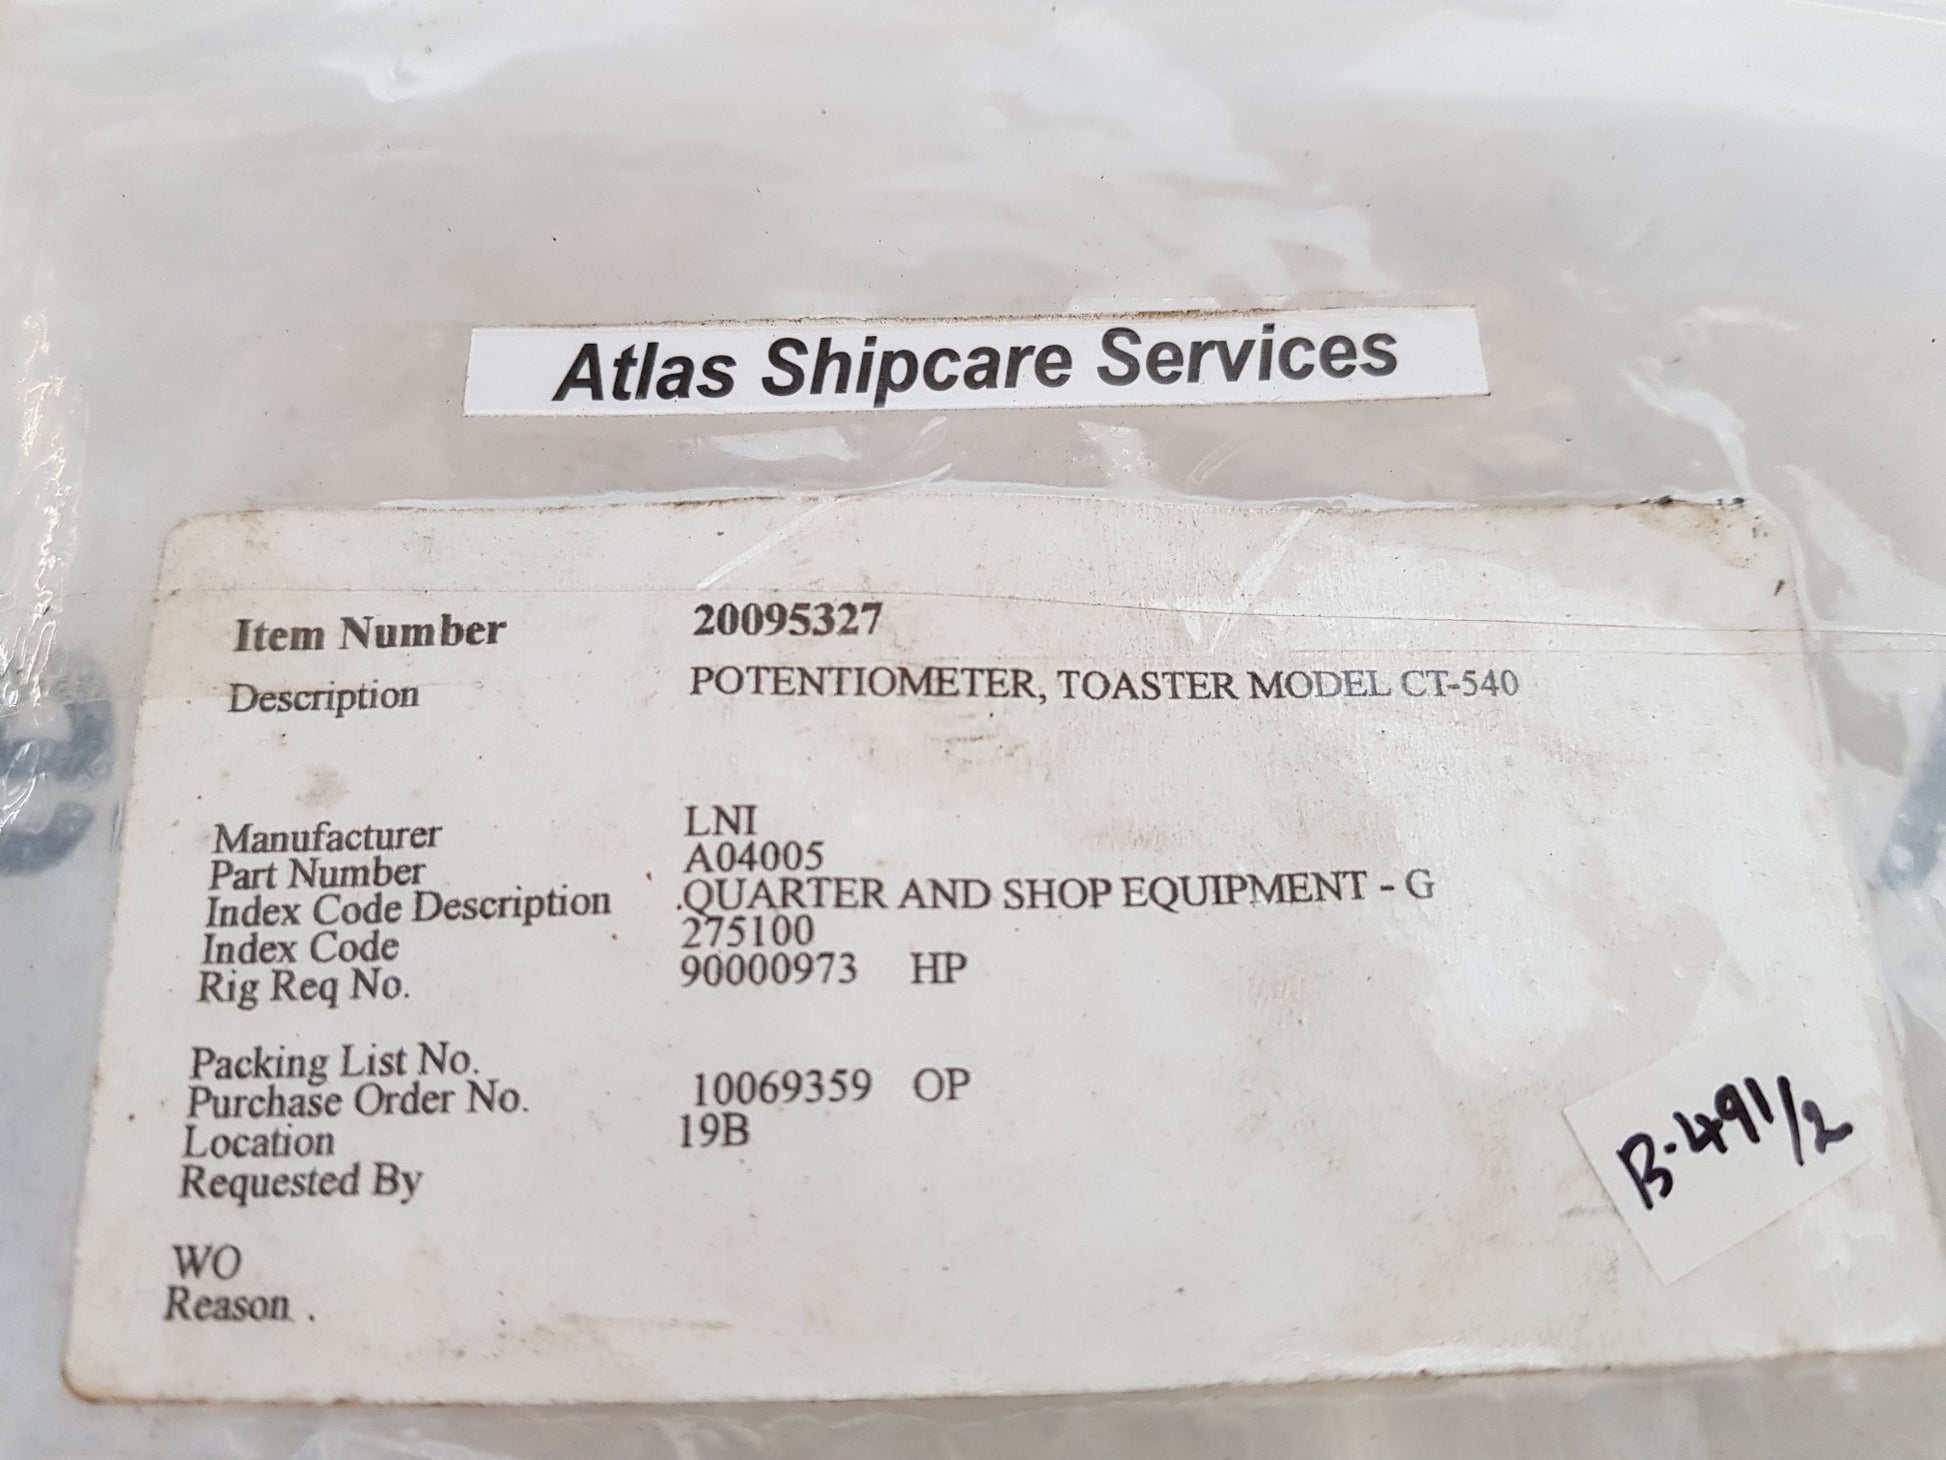 Atlas Shipcare Services
Item Number 20095327
Description POTENTIOMETER, TOASTER MODEL CT-540
Manufacturer LNI
Part Number A04005
Index Code Description .QUARTER AND SHOP EQUIPMENT - G
Index Code 275100
Rig Req No. 90000973 HP
Packing List No.
Purchase Order No. 10069359 OP
Location 19B
Requested By
WO
Reason .
B-491/2